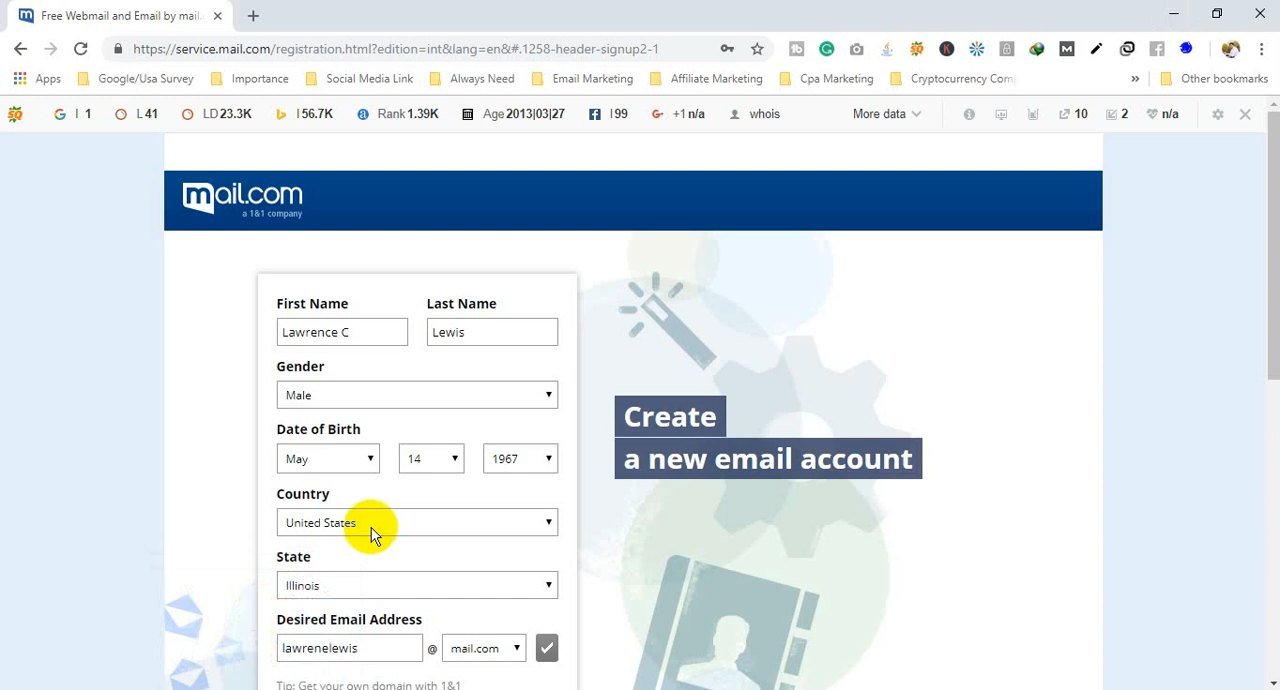 Free Webmail and Email by mail.
https://service.mail.com/registration.html?edition=int&lang=en&#.1258-header-signup2-1
Apps Google/Usa Survey Importance Social Media Link Always Need Email Marketing Affiliate Marketing Cpa Marketing Cryptocurrency Com » Other bookmarks
I 1 L 41 LD 23.3K I 56.7K Rank 1.39K Age 2013|03|27 I 99 +1 n/a whois More data 10 2 n/a
mail.com
a 1&1 company
First Name Last Name
Lawrence C Lewis
Gender
Male
Date of Birth
May 14 1967
Country
United States
State
Illinois
Desired Email Address
lawrenelewis @ mail.com
Tip: Get your own domain with 1&1
Create
a new email account